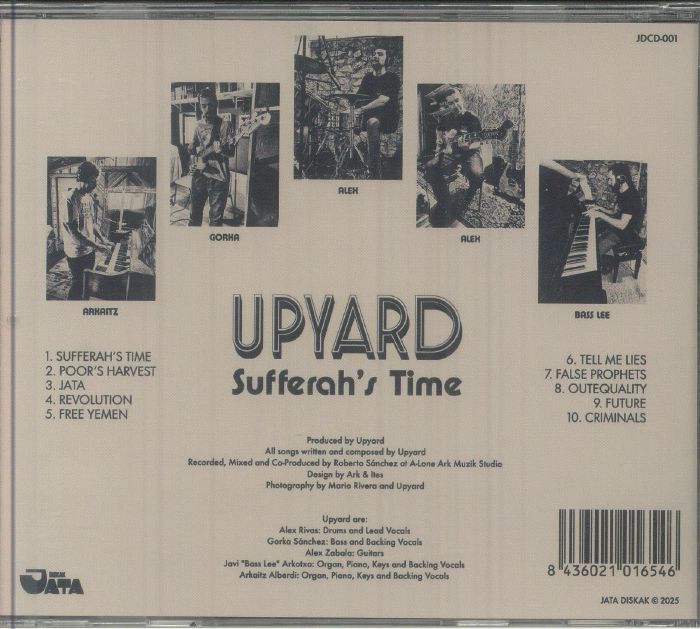 JDCD-001
ALEX
GORKA
ALEX
ARKAITZ
BASS LEE
UPYARD
Sufferah's Time
1. SUFFERAH'S TIME
2. POOR'S HARVEST
3. JATA
4. REVOLUTION
5. FREE YEMEN
6. TELL ME LIES
7. FALSE PROPHETS
8. OUTEQUALITY
9. FUTURE
10. CRIMINALS
Produced by Upyard
All songs written and composed by Upyard
Recorded, Mixed and Co-Produced by Roberto Sánchez at A-Lone Ark Muzik Studio
Design by Ark & Ites
Photography by Mario Rivera and Upyard
Upyard are:
Alex Rivas: Drums and Lead Vocals
Gorka Sánchez: Bass and Backing Vocals
Alex Zabala: Guitars
Javi "Bass Lee" Arkotxa: Organ, Piano, Keys and Backing Vocals
Arkaitz Alberdi: Organ, Piano, Keys and Backing Vocals
DISKAK
JATA
8 436021 016546
JATA DISKAK © 2025